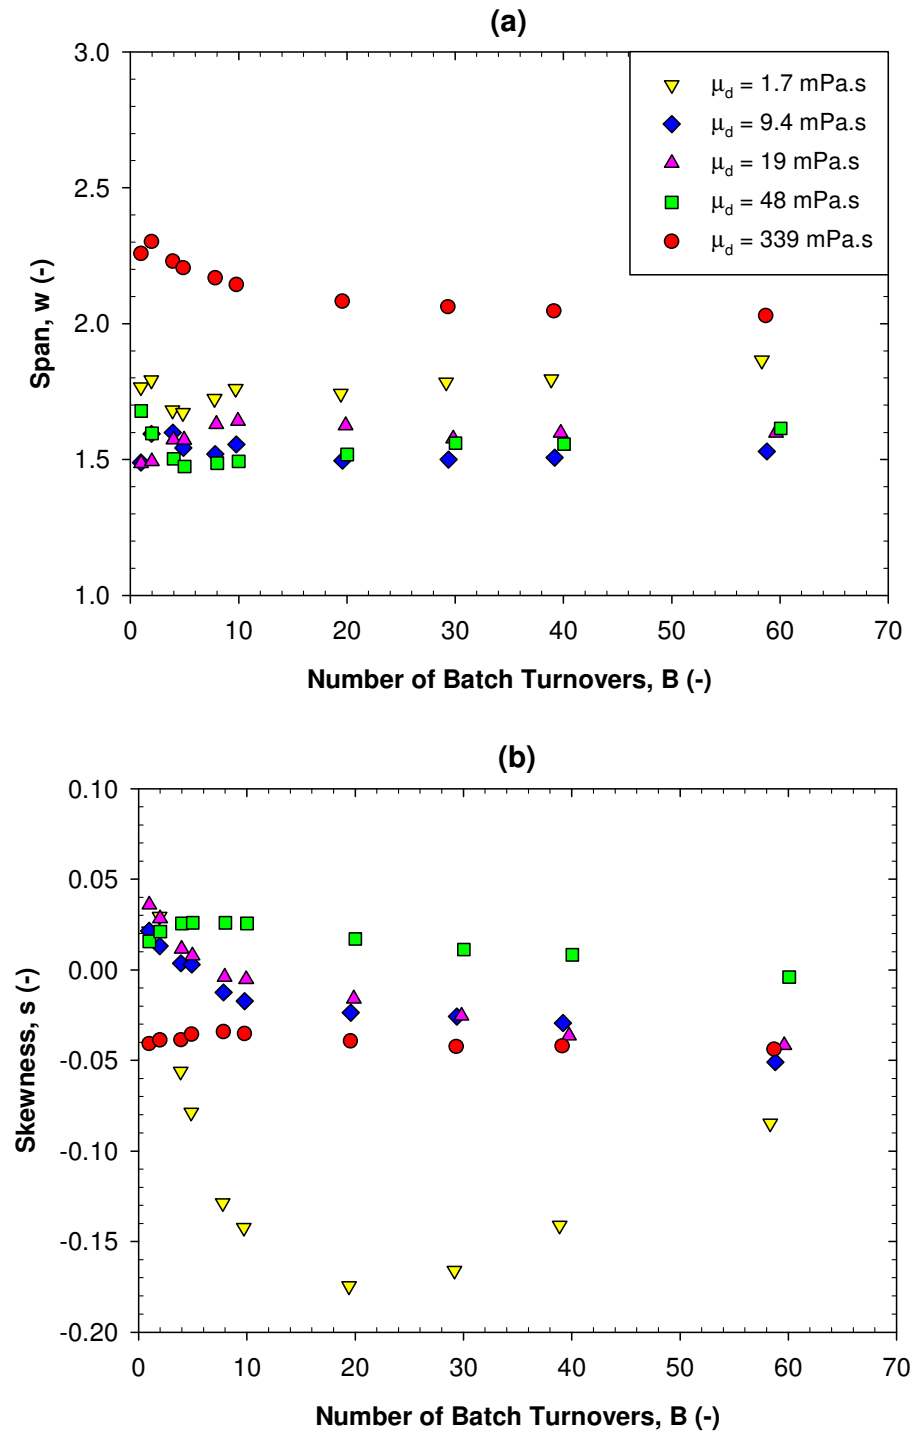 (a)
3.0
2.5
2.0
1.5
1.0
Span, w (-)
μd = 1.7 mPa.s
μd = 9.4 mPa.s
μd = 19 mPa.s
μd = 48 mPa.s
μd = 339 mPa.s
0 10 20 30 40 50 60 70
Number of Batch Turnovers, B (-)
(b)
0.10
0.05
0.00
-0.05
-0.10
-0.15
-0.20
Skewness, s (-)
0 10 20 30 40 50 60 70
Number of Batch Turnovers, B (-)